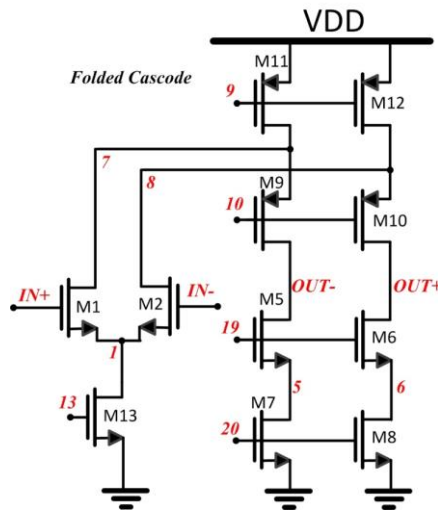 VDD
M11
Folded Cascode
9
M12
7
8
M9
10
M10
IN+
M1
M2
IN-
OUT-
OUT+
M5
19
M6
1
5
6
13
M13
M7
20
M8